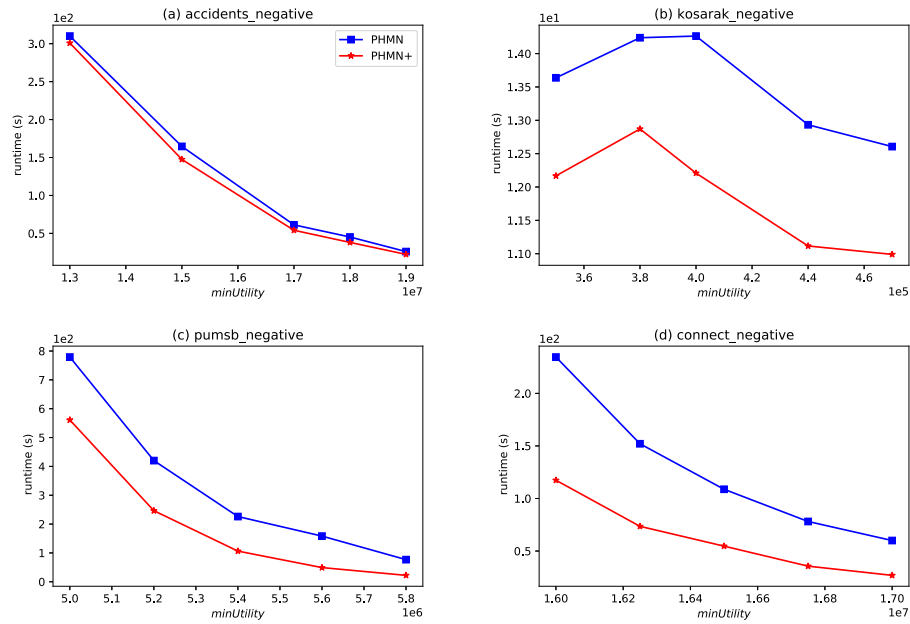 (a) accidents_negative
1e2
3.0
2.5
2.0
1.5
1.0
0.5
runtime (s)
PHMN
PHMN+
1.3 1.4 1.5 1.6 1.7 1.8 1.9
1e7
minUtility
(b) kosarak_negative
1e1
1.40
1.35
1.30
1.25
1.20
1.15
1.10
runtime (s)
3.6 3.8 4.0 4.2 4.4 4.6
1e5
minUtility
(c) pumsb_negative
1e2
8
7
6
5
4
3
2
1
0
runtime (s)
5.0 5.1 5.2 5.3 5.4 5.5 5.6 5.7 5.8
1e6
minUtility
(d) connect_negative
1e2
2.0
1.5
1.0
0.5
runtime (s)
1.60 1.62 1.64 1.66 1.68 1.70
1e7
minUtility